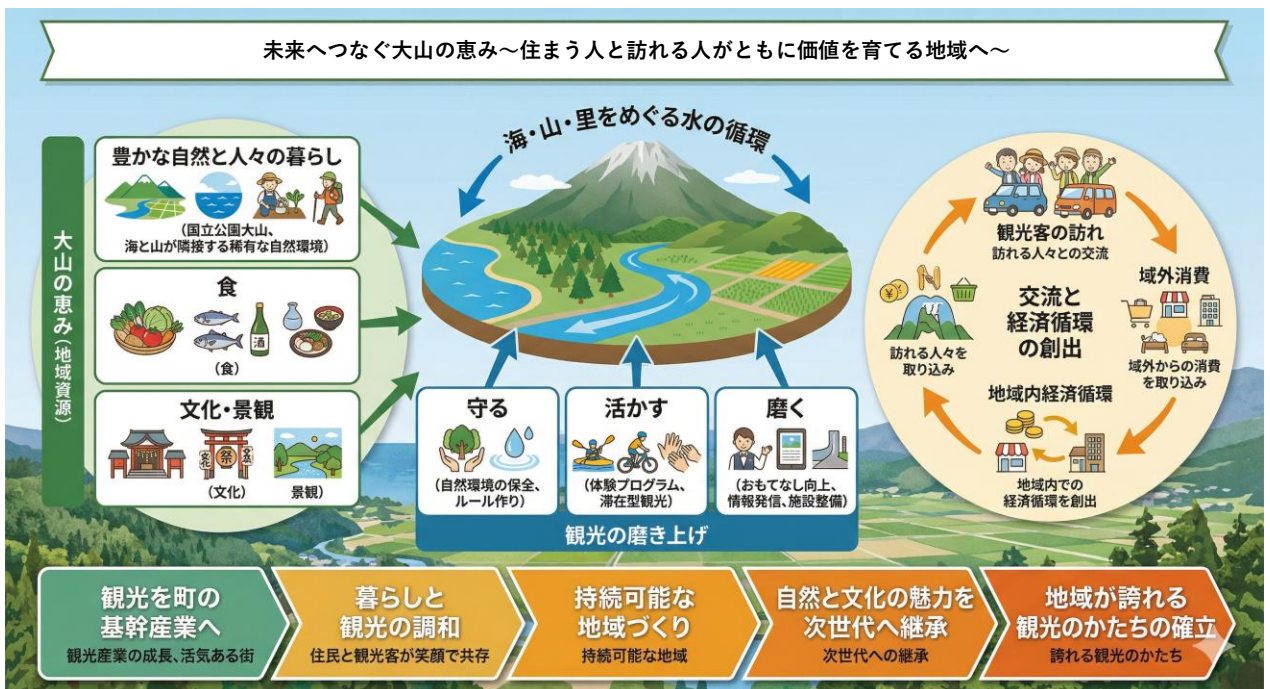 未来へつなぐ大山の恵み～住まう人と訪れる人がともに価値を育てる地域へ～
大山の恵み(地域資源)
豊かな自然と人々の暮らし
(国立公園大山、
海と山が隣接する稀有な自然環境)
食
酒
(食)
文化・景観
祭
文化
(文化)
景観)
海・山・里をめぐる水の循環
守る
(自然環境の保全、
ルール作り)
活かす
(体験プログラム、
滞在型観光)
磨く
(おもてなし向上、
情報発信、施設整備)
観光の磨き上げ
観光客の訪れ
訪れる人々との交流
域外消費
域外からの消費
を取り込み
交流と
経済循環
の創出
地域内経済循環
地域内での
経済循環を創出
¥
訪れる人々を
取り込み
観光を町の
基幹産業へ
観光産業の成長、活気ある街
暮らしと
観光の調和
住民と観光客が笑顔で共存
持続可能な
地域づくり
持続可能な地域
自然と文化の魅力を
次世代へ継承
次世代への継承
地域が誇れる
観光のかたちの確立
誇れる観光のかたち